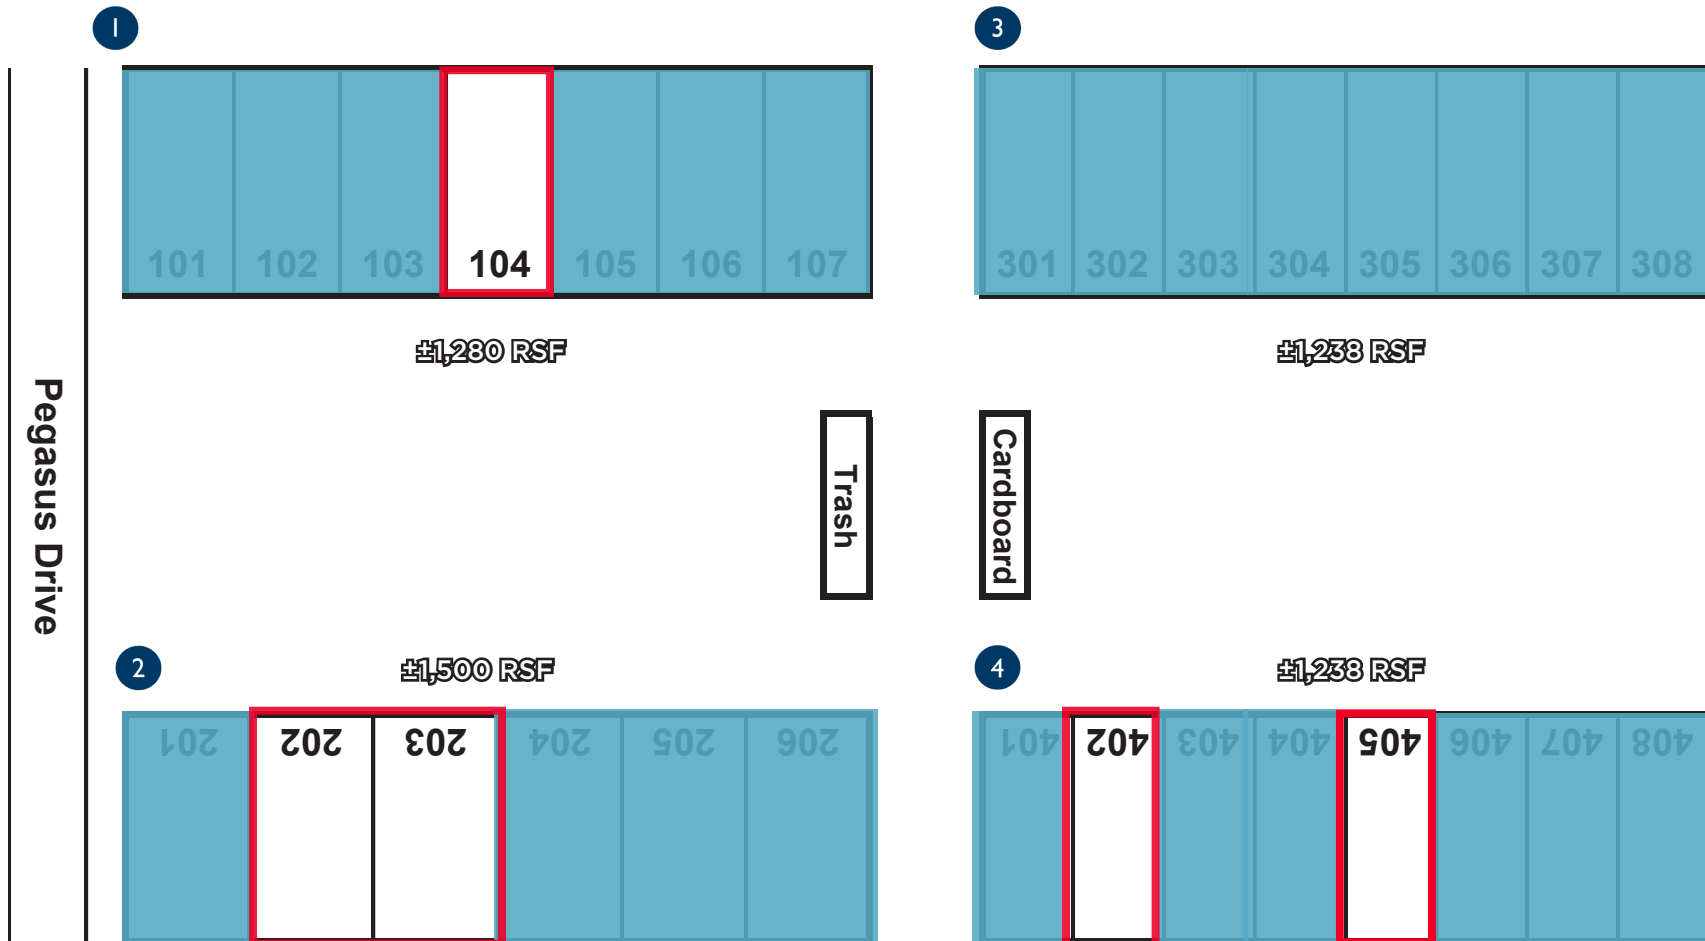 1
3
101 102 103 104 105 106 107
301 302 303 304 305 306 307 308
±1,280 RSF
±1,238 RSF
Pegasus Drive
Trash
Cardboard
2
±1,500 RSF
4
±1,238 RSF
201 202 203 204 205 206
401 402 403 404 405 406 407 408